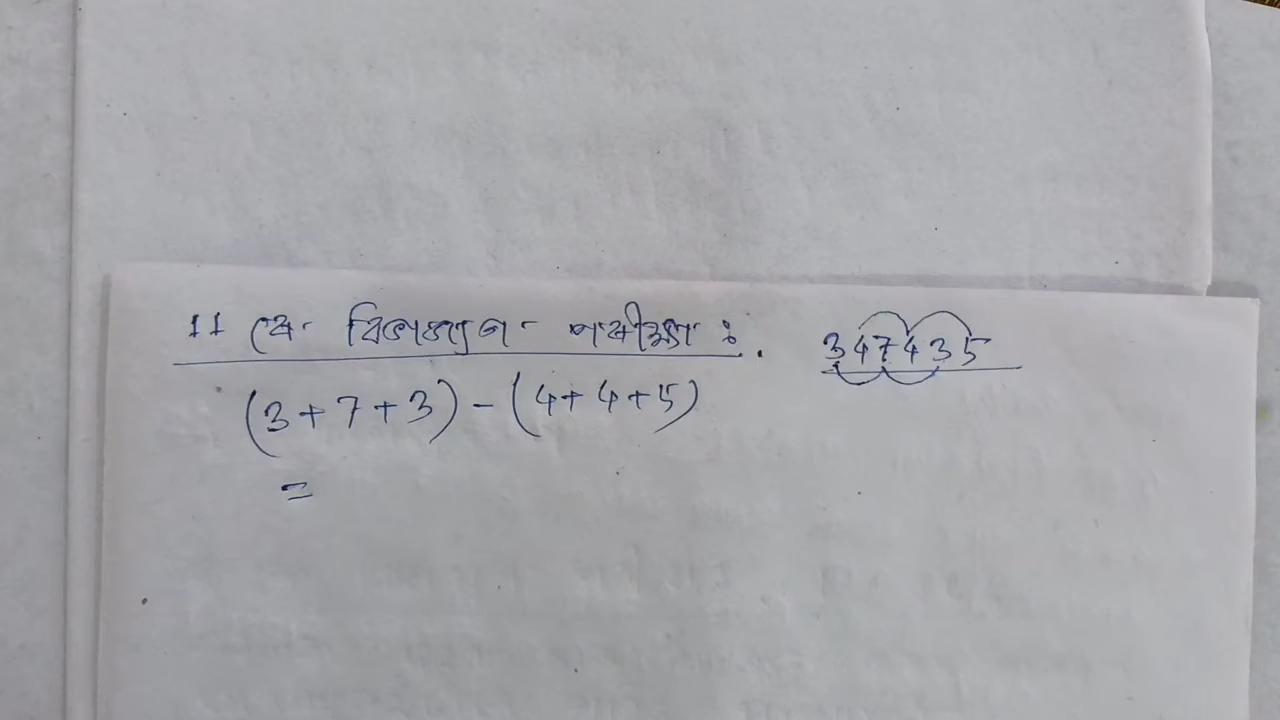 11 ৰে বিভাজ্যতাৰ পৰীক্ষা ঃ
347435
(3+7+3) - (4+4+5)
=